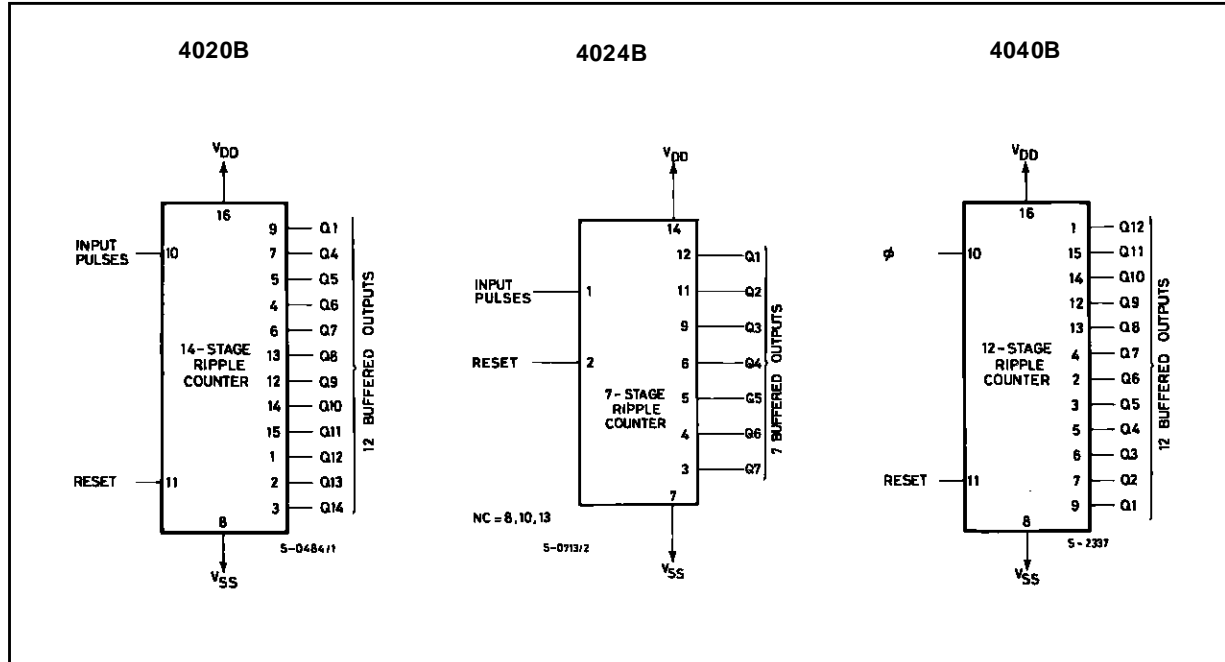 4020B
VDD
16
INPUT
PULSES
10
9 Q1
7 Q4
5 Q5
4 Q6
6 Q7
13 Q8
12 Q9
14 Q10
15 Q11
1 Q12
2 Q13
3 Q14
14-STAGE
RIPPLE
COUNTER
12 BUFFERED OUTPUTS
RESET
11
8
S-0484/1
VSS
4024B
VDD
14
INPUT
PULSES
1
RESET
2
12 Q1
11 Q2
9 Q3
6 Q4
5 Q5
4 Q6
3 Q7
7-STAGE
RIPPLE
COUNTER
7 BUFFERED OUTPUTS
7
NC = 8,10,13
S-0713/2
VSS
4040B
VDD
16
ϕ
10
1 Q12
15 Q11
14 Q10
12 Q9
13 Q8
4 Q7
2 Q6
3 Q5
5 Q4
6 Q3
7 Q2
9 Q1
12-STAGE
RIPPLE
COUNTER
12 BUFFERED OUTPUTS
RESET
11
8
S-2337
VSS